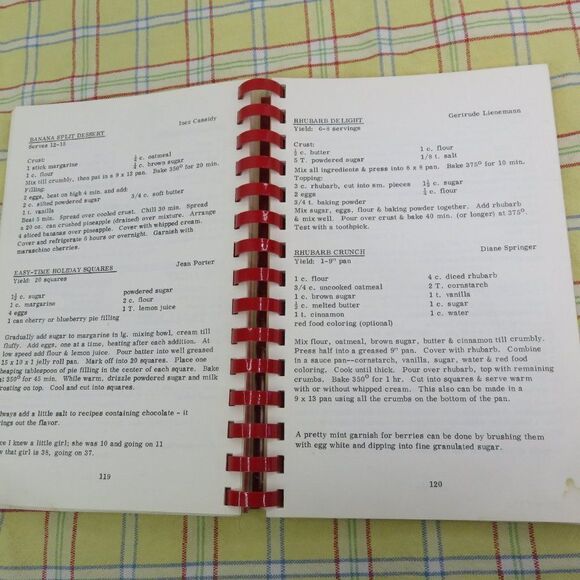 Inez Cassidy
BANANA SPLIT DESSERT
Serves 12-15
Crust: ½ c. oatmeal
1 stick margarine ¼ c. brown sugar
1 c. flour
Mix till crumbly, then pat in a 9 x 13 pan. Bake 350° for 20 min.
Filling:
2 eggs, beat on high 4 min. and add:
2 c. sifted powdered sugar 3/4 c. soft butter
1 t. vanilla
Beat 5 min. Spread over cooled crust. Chill 30 min. Spread
a 20 oz. can crushed pineapple (drained) over mixture. Arrange
4 sliced bananas over pineapple. Cover with whipped cream.
Cover and refrigerate 6 hours or overnight. Garnish with
maraschino cherries.
Jean Porter
EASY-TIME HOLIDAY SQUARES
Yield: 20 squares
1½ c. sugar powdered sugar
1 c. margarine 2 c. flour
4 eggs 1 T. lemon juice
1 can cherry or blueberry pie filling
Gradually add sugar to margarine in lg. mixing bowl, cream till
fluffy. Add eggs, one at a time, beating after each addition. At
low speed add flour & lemon juice. Pour batter into well greased
15 x 10 x 1 jelly roll pan. Mark off into 20 squares. Place one
heaping tablespoon of pie filling in the center of each square. Bake
at 350° for 45 min. While warm, drizzle powdered sugar and milk
frosting on top. Cool and cut into squares.
lways add a little salt to recipes containing chocolate - it
rings out the flavor.
ce I knew a little girl; she was 10 and going on 11
w that girl is 38, going on 37.
119
RHUBARB DELIGHT Gertrude Lienemann
Yield: 6-8 servings
Crust:
½ c. butter 1 c. flour
5 T. powdered sugar 1/8 t. salt
Mix all ingredients & press into 8 x 8 pan. Bake 375° for 10 min.
Topping:
3 c. rhubarb, cut into sm. pieces 1½ c. sugar
2 eggs ¼ c. flour
3/4 t. baking powder
Mix sugar, eggs, flour & baking powder together. Add rhubarb
& mix well. Pour over crust & bake 40 min. (or longer) at 375°.
Test with a toothpick.
Diane Springer
RHUBARB CRUNCH
Yield: 1-9" pan
1 c. flour 4 c. diced rhubarb
3/4 c. uncooked oatmeal 2 T. cornstarch
1 c. brown sugar 1 t. vanilla
½ c. melted butter 1 c. sugar
1 t. cinnamon 1 c. water
red food coloring (optional)
Mix flour, oatmeal, brown sugar, butter & cinnamon till crumbly.
Press half into a greased 9" pan. Cover with rhubarb. Combine
in a sauce pan--cornstarch, vanilla, sugar, water & red food
coloring. Cook until thick. Pour over rhubarb, top with remaining
crumbs. Bake 350° for 1 hr. Cut into squares & serve warm
with or without whipped cream. This also can be made in a
9 x 13 pan using all the crumbs on the bottom of the pan.
A pretty mint garnish for berries can be done by brushing them
with egg white and dipping into fine granulated sugar.
120